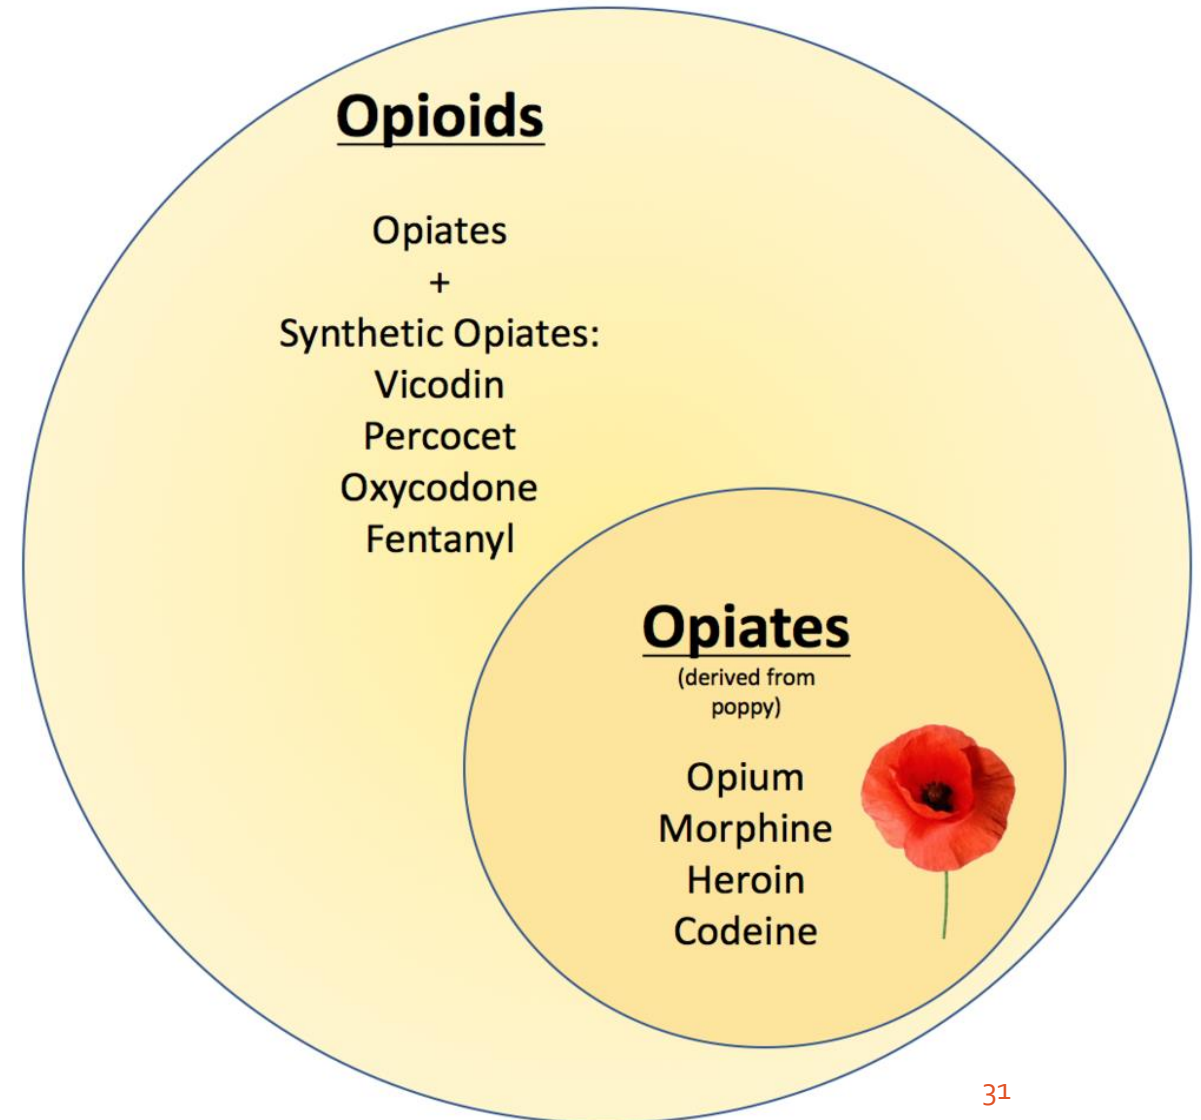 Opioids
Opiates
+
Synthetic Opiates:
Vicodin
Percocet
Oxycodone
Fentanyl
Opiates
(derived from
poppy)
Opium
Morphine
Heroin
Codeine
31